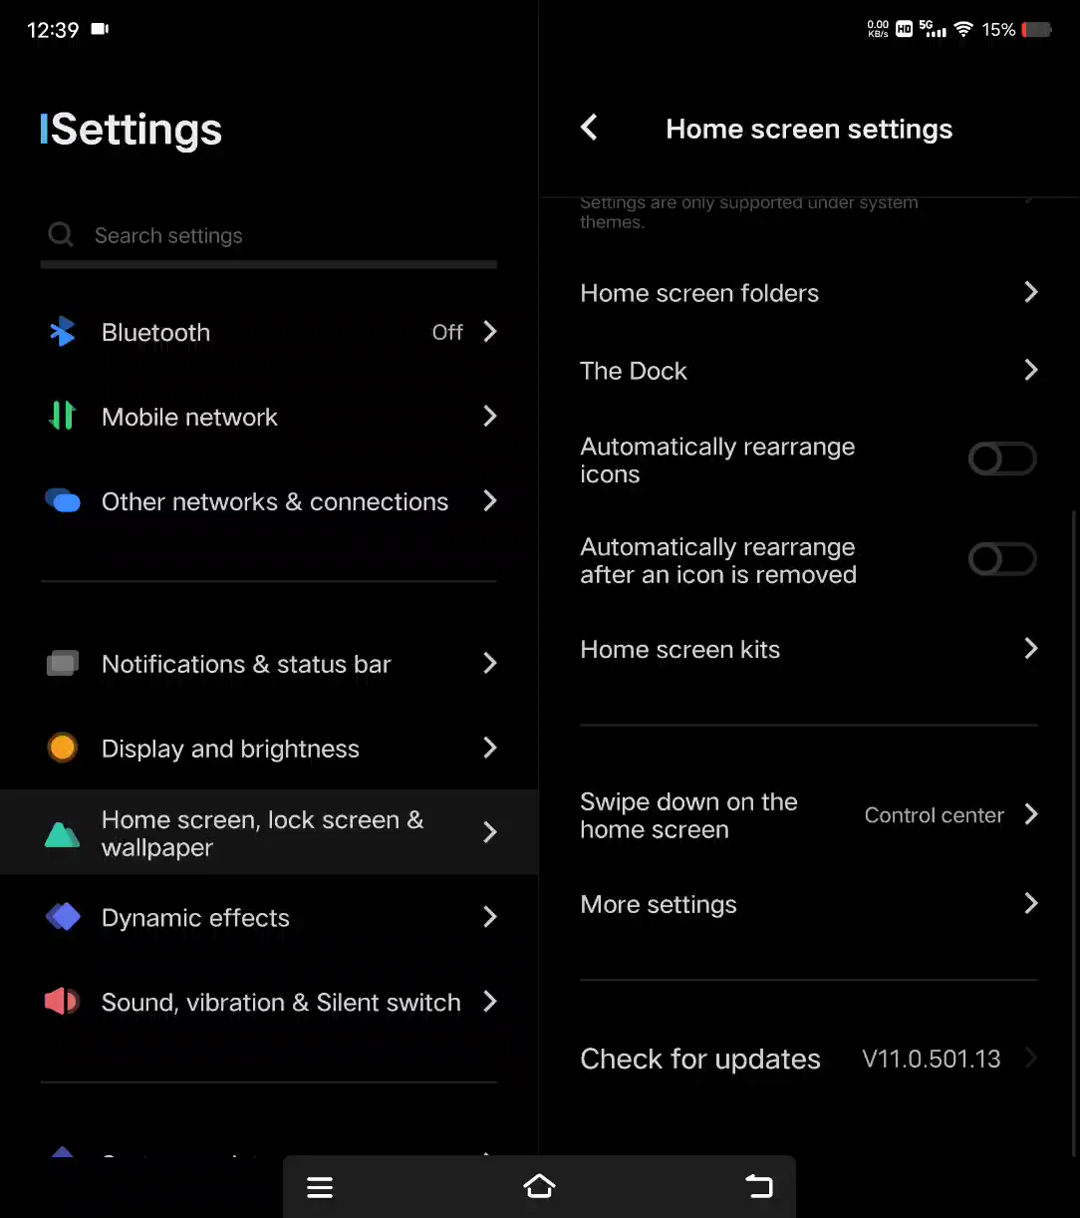 12:39
0.00
KB/s
HD
5G
15%
Settings
Search settings
Bluetooth
Off
Mobile network
Other networks & connections
Notifications & status bar
Display and brightness
Home screen, lock screen &
wallpaper
Dynamic effects
Sound, vibration & Silent switch
Home screen settings
Settings are only supported under system
themes.
Home screen folders
The Dock
Automatically rearrange
icons
Automatically rearrange
after an icon is removed
Home screen kits
Swipe down on the
home screen
Control center
More settings
Check for updates
V11.0.501.13